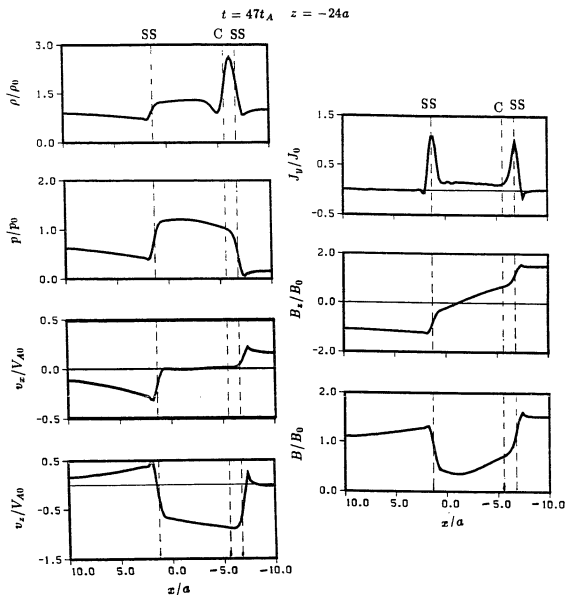 t = 47t_A z = −24a
SS C SS
3.0
1.5
0.0
ρ/ρ₀
2.0
1.0
0.0
p/p₀
0.5
0.0
-0.5
v_x/V_A0
0.5
-0.5
-1.5
v_z/V_A0
10.0 5.0 0.0 -5.0 -10.0
x/a
SS C SS
1.5
0.5
-0.5
J_y/J₀
2.0
0.0
-2.0
B_z/B₀
2.0
1.0
0.0
B/B₀
10.0 5.0 0.0 -5.0 -10.0
x/a